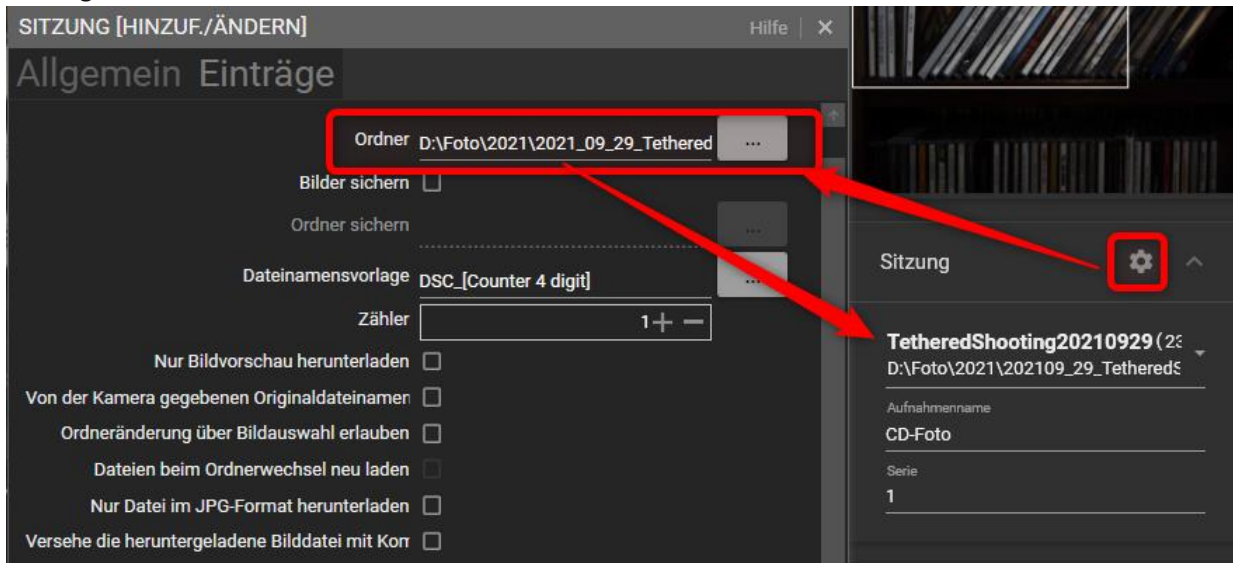 SITZUNG [HINZUF./ÄNDERN]
Hilfe
Allgemein Einträge
Ordner D:\Foto\2021\2021_09_29_Tethered ...
Bilder sichern
Ordner sichern ...
Dateinamensvorlage DSC_[Counter 4 digit] ...
Zähler 1
Nur Bildvorschau herunterladen
Von der Kamera gegebenen Originaldateinamen
Ordneränderung über Bildauswahl erlauben
Dateien beim Ordnerwechsel neu laden
Nur Datei im JPG-Format herunterladen
Versehe die heruntergeladene Bilddatei mit Kom
Sitzung
TetheredShooting20210929(23
D:\Foto\2021\202109_29_TetheredS
Aufnahmenname
CD-Foto
Serie
1